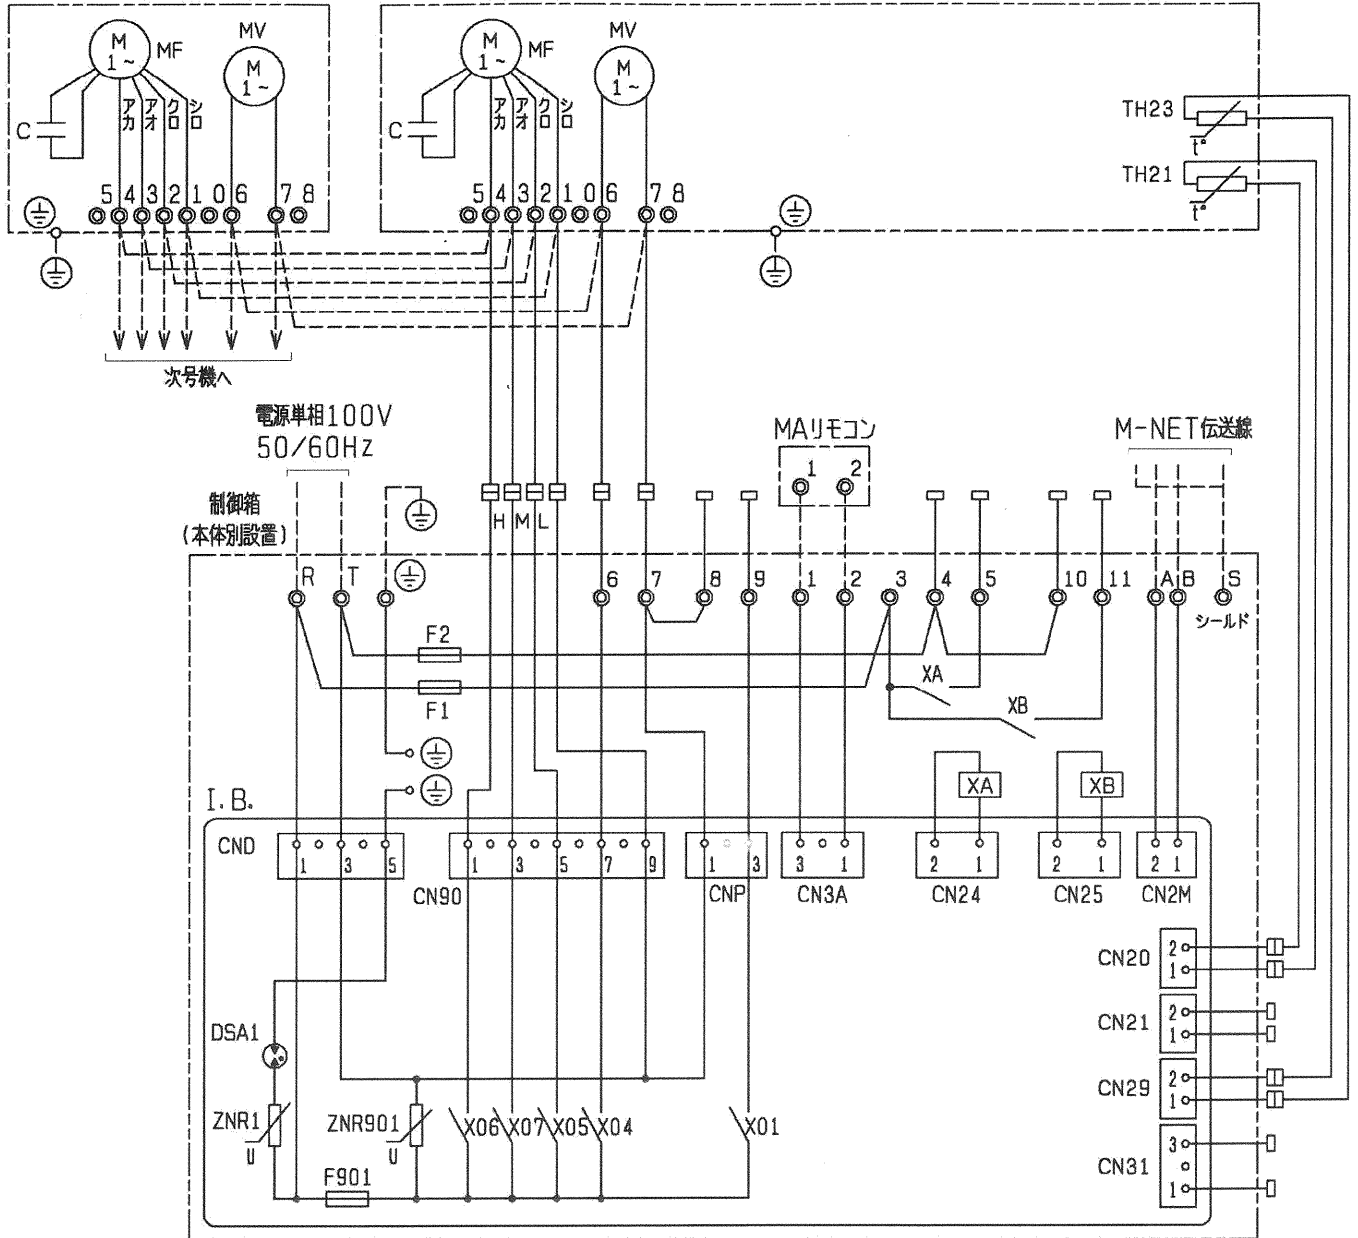 M
1~
MF
MV
M
1~
C
アカ
アオ
クロ
シロ
5 4 3 2 1 0 6 7 8
M
1~
MF
MV
M
1~
C
アカ
アオ
クロ
シロ
5 4 3 2 1 0 6 7 8
TH23
t°
TH21
t°
次号機へ
電源単相100V
50/60Hz
MAリモコン
1 2
M-NET伝送線
制御箱
(本体別設置)
H M L
R T 6 7 8 9 1 2 3 4 5 10 11 A B S
シールド
F2
F1
XA
XB
XA
XB
I.B.
CND
1 3 5
1 3 5 7 9
CN90
1 3
CNP
3 1
CN3A
2 1
CN24
2 1
CN25
2 1
CN2M
CN20
2
1
CN21
2
1
CN29
2
1
CN31
3
1
DSA1
ZNR1
U
ZNR901
U
X06 X07 X05 X04 X01
F901